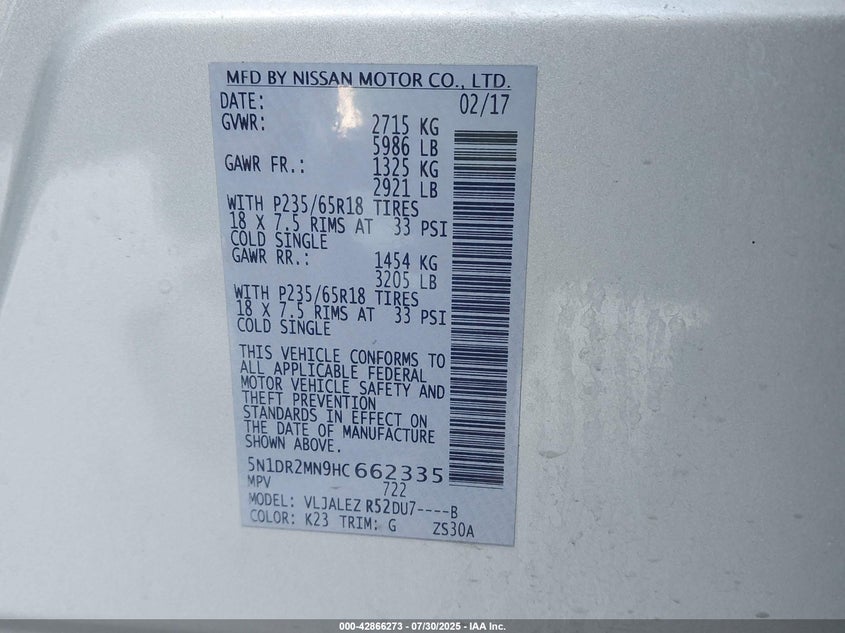 MFD BY NISSAN MOTOR CO., LTD.
DATE: 02/17
GVWR: 2715 KG
5986 LB
GAWR FR.: 1325 KG
2921 LB
WITH P235/65R18 TIRES
18 X 7.5 RIMS AT 33 PSI
COLD SINGLE
GAWR RR.: 1454 KG
3205 LB
WITH P235/65R18 TIRES
18 X 7.5 RIMS AT 33 PSI
COLD SINGLE
THIS VEHICLE CONFORMS TO
ALL APPLICABLE FEDERAL
MOTOR VEHICLE SAFETY AND
THEFT PREVENTION
STANDARDS IN EFFECT ON
THE DATE OF MANUFACTURE
SHOWN ABOVE.
5N1DR2MN9HC662335
MPV 722
MODEL: VLJALEZ R52DU7----B
COLOR: K23 TRIM: G ZS30A
000-42866273 - 07/30/2025 - IAA Inc.